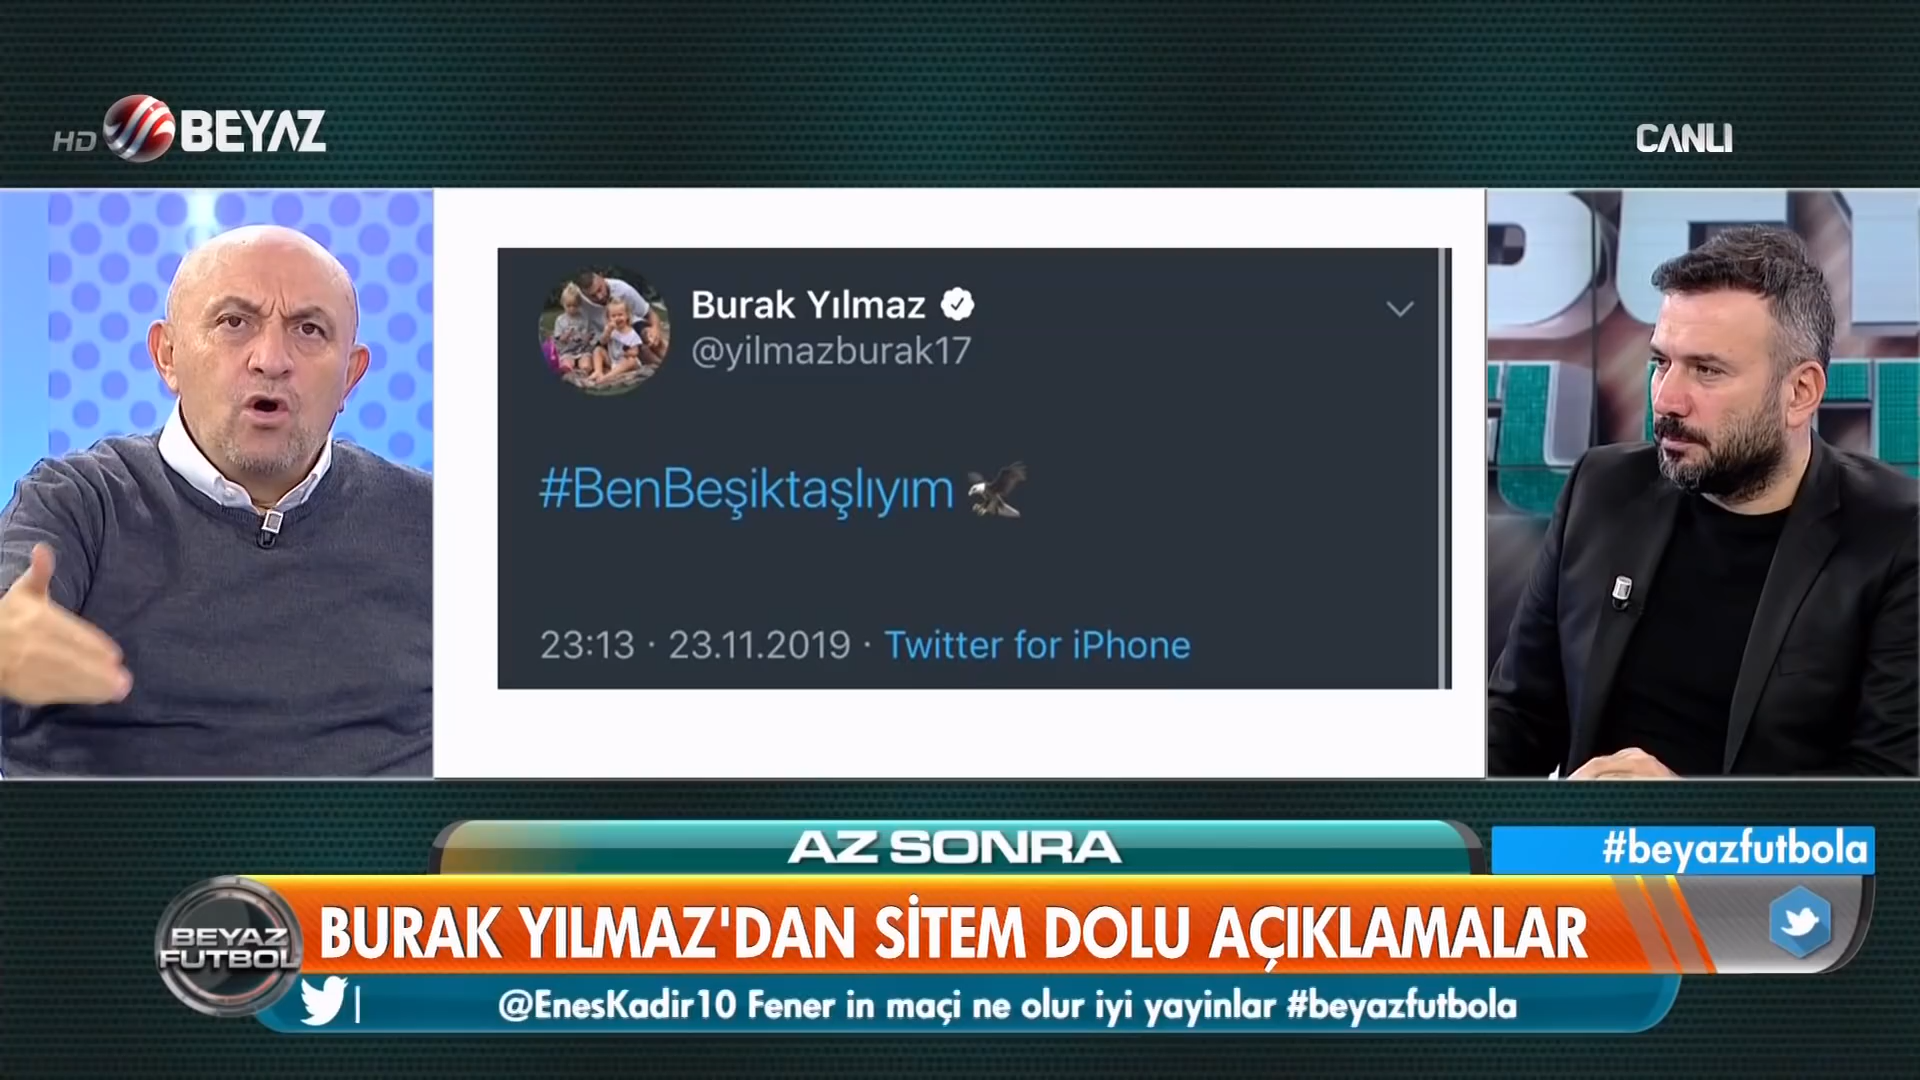 HD BEYAZ
CANLI
Burak Yılmaz
@yilmazburak17
#BenBeşiktaşlıyım
23:13 · 23.11.2019 · Twitter for iPhone
AZ SONRA
#beyazfutbola
BEYAZ
FUTBOL
BURAK YILMAZ'DAN SİTEM DOLU AÇIKLAMALAR
@EnesKadir10 Fener in maçi ne olur iyi yayinlar #beyazfutbola